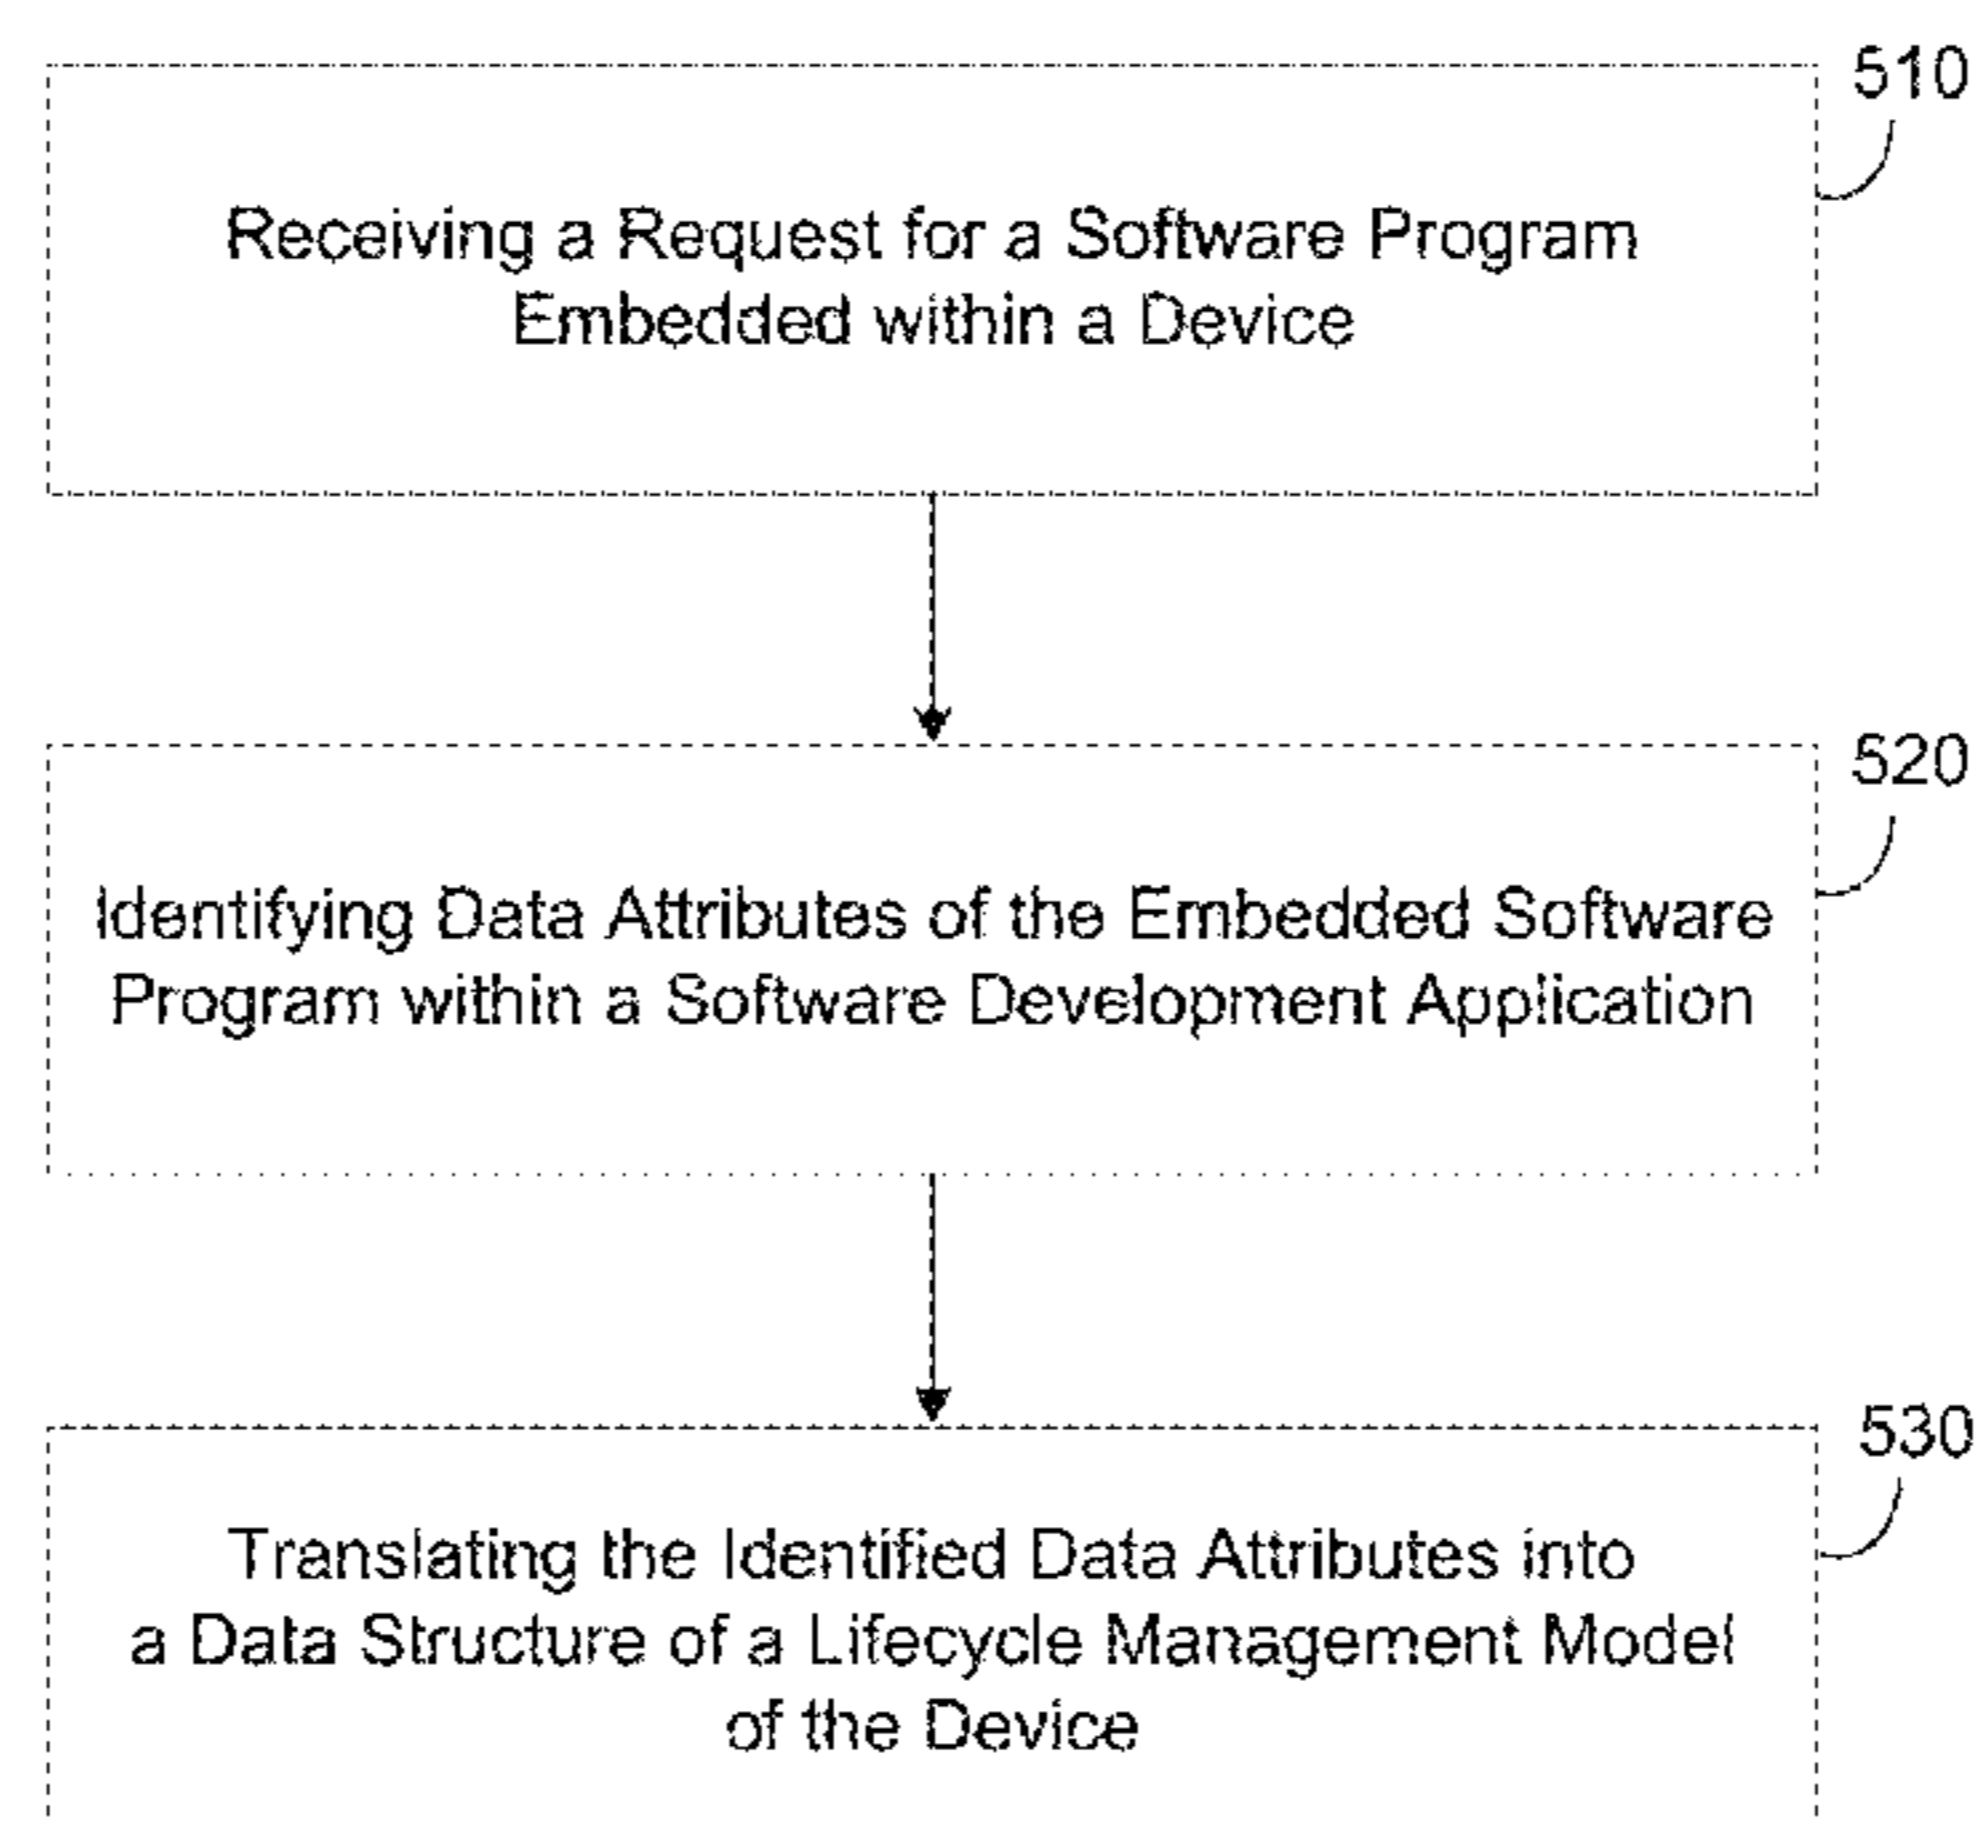 510
Receiving a Request for a Software Program
Embedded within a Device
520
Identifying Data Attributes of the Embedded Software
Program within a Software Development Application
530
Translating the Identified Data Attributes into
a Data Structure of a Lifecycle Management Model
of the Device